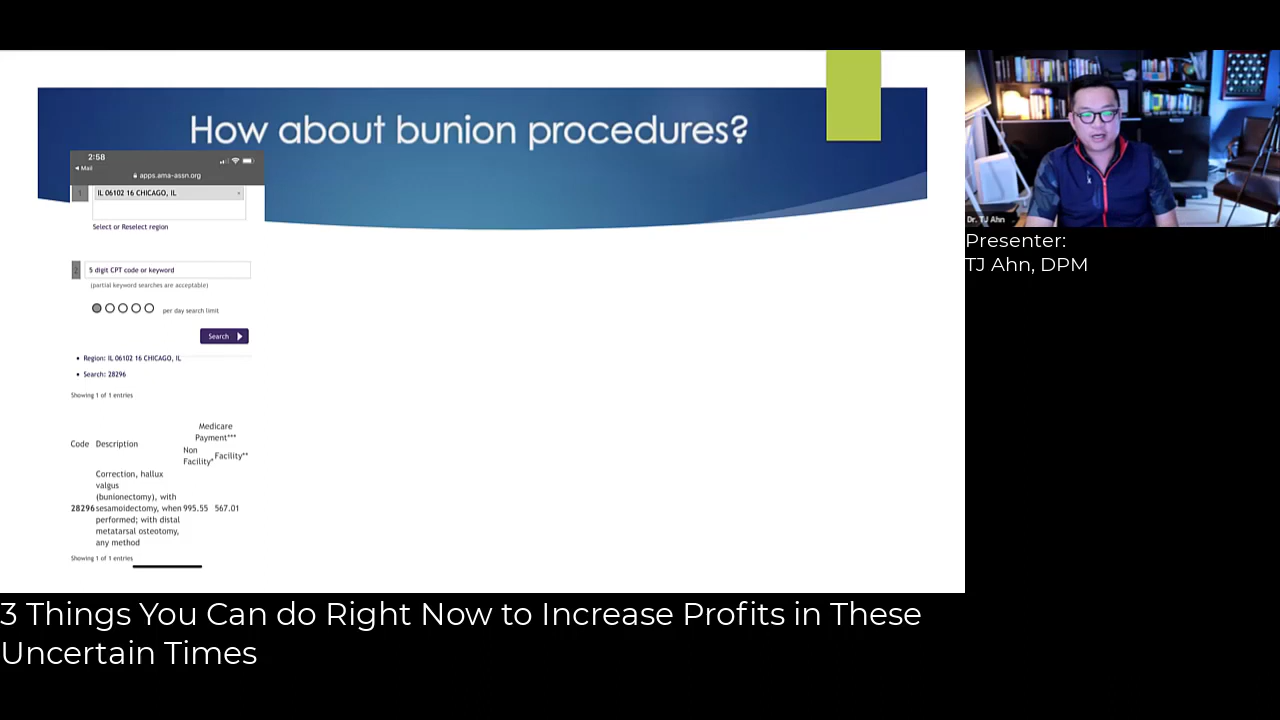 How about bunion procedures?
2:58
Mail
apps.ama-assn.org
1
IL 06102 16 CHICAGO, IL
Select or Reselect region
2
5 digit CPT code or keyword
(partial keyword searches are acceptable)
per day search limit
Search
Region: IL 06102 16 CHICAGO, IL
Search: 28296
Showing 1 of 1 entries
Medicare
Payment***
Code Description
Non
Facility* Facility**
Correction, hallux
valgus
(bunionectomy), with
28296 sesamoidectomy, when 995.55 567.01
performed; with distal
metatarsal osteotomy,
any method
Showing 1 of 1 entries
Dr. TJ Ahn
Presenter:
TJ Ahn, DPM
3 Things You Can do Right Now to Increase Profits in These
Uncertain Times